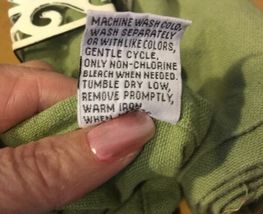 MACHINE WASH COLD,
WASH SEPARATELY
OR WITH LIKE COLORS,
GENTLE CYCLE,
ONLY NON-CHLORINE
BLEACH WHEN NEEDED.
TUMBLE DRY LOW,
REMOVE PROMPTLY,
WARM IRON
WHEN